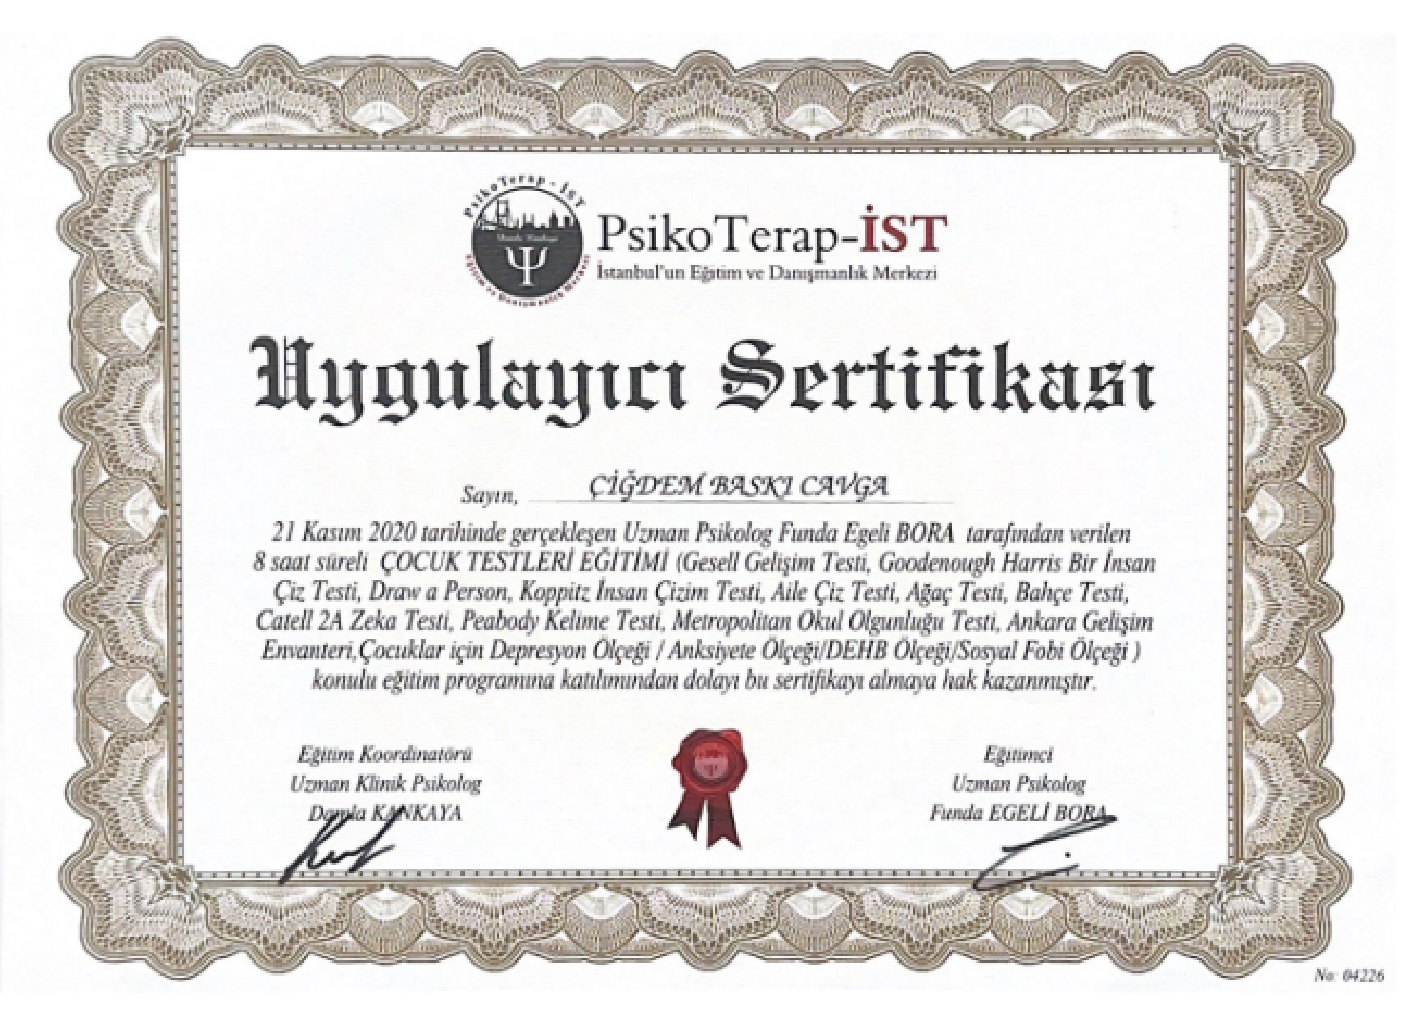 PsikoTerap - İST
PsikoTerap-İST
İstanbul'un Eğitim ve Danışmanlık Merkezi
Uygulayıcı Sertifikası
Sayın, ÇİĞDEM BASKI CAVGA
21 Kasım 2020 tarihinde gerçekleşen Uzman Psikolog Funda Egeli BORA tarafından verilen
8 saat süreli ÇOCUK TESTLERİ EĞİTİMİ (Gesell Gelişim Testi, Goodenough Harris Bir İnsan
Çiz Testi, Draw a Person, Koppitz İnsan Çizim Testi, Aile Çiz Testi, Ağaç Testi, Bahçe Testi,
Catell 2A Zeka Testi, Peabody Kelime Testi, Metropolitan Okul Olgunluğu Testi, Ankara Gelişim
Envanteri,Çocuklar için Depresyon Ölçeği / Anksiyete Ölçeği/DEHB Ölçeği/Sosyal Fobi Ölçeği )
konulu eğitim programına katılımından dolayı bu sertifikayı almaya hak kazanmıştır.
Eğitim Koordinatörü
Uzman Klinik Psikolog
Damla KANKAYA
Eğitimci
Uzman Psikolog
Funda EGELİ BORA
No: 04226